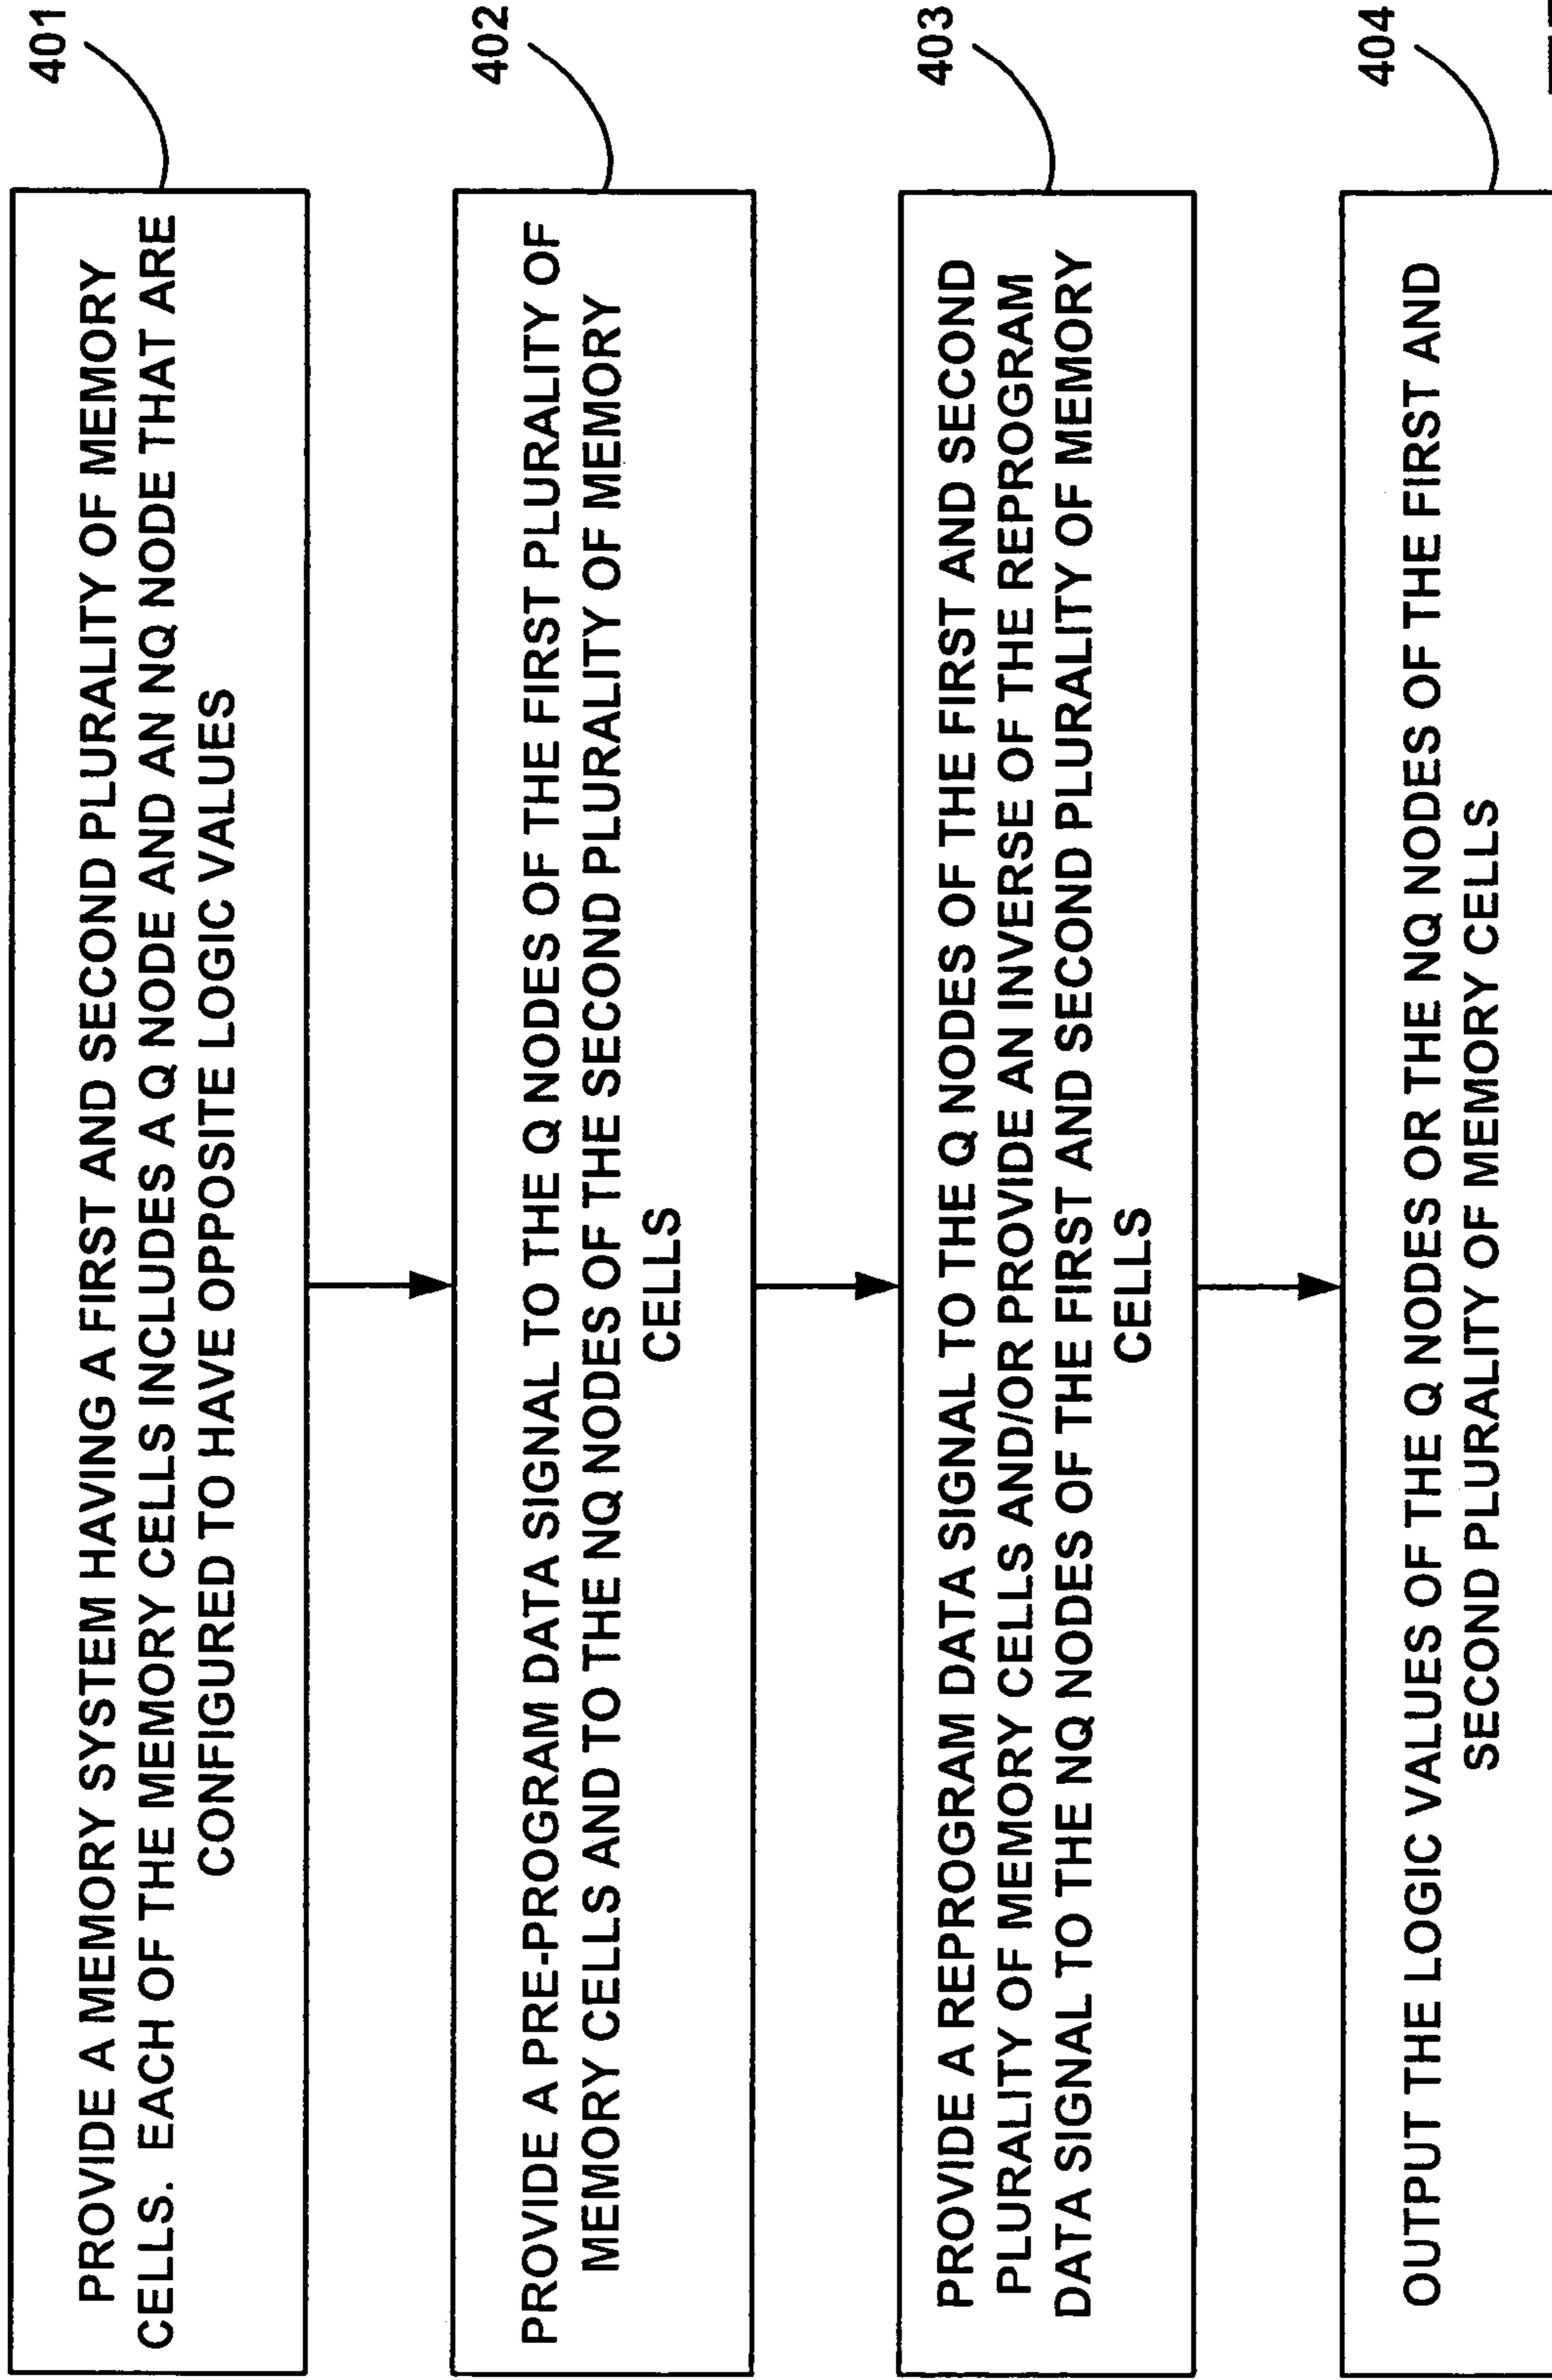 401
PROVIDE A MEMORY SYSTEM HAVING A FIRST AND SECOND PLURALITY OF MEMORY
CELLS. EACH OF THE MEMORY CELLS INCLUDES A Q NODE AND AN NQ NODE THAT ARE
CONFIGURED TO HAVE OPPOSITE LOGIC VALUES
402
PROVIDE A PRE-PROGRAM DATA SIGNAL TO THE Q NODES OF THE FIRST PLURALITY OF
MEMORY CELLS AND TO THE NQ NODES OF THE SECOND PLURALITY OF MEMORY
CELLS
403
PROVIDE A REPROGRAM DATA SIGNAL TO THE Q NODES OF THE FIRST AND SECOND
PLURALITY OF MEMORY CELLS AND/OR PROVIDE AN INVERSE OF THE REPROGRAM
DATA SIGNAL TO THE NQ NODES OF THE FIRST AND SECOND PLURALITY OF MEMORY
CELLS
404
OUTPUT THE LOGIC VALUES OF THE Q NODES OR THE NQ NODES OF THE FIRST AND
SECOND PLURALITY OF MEMORY CELLS